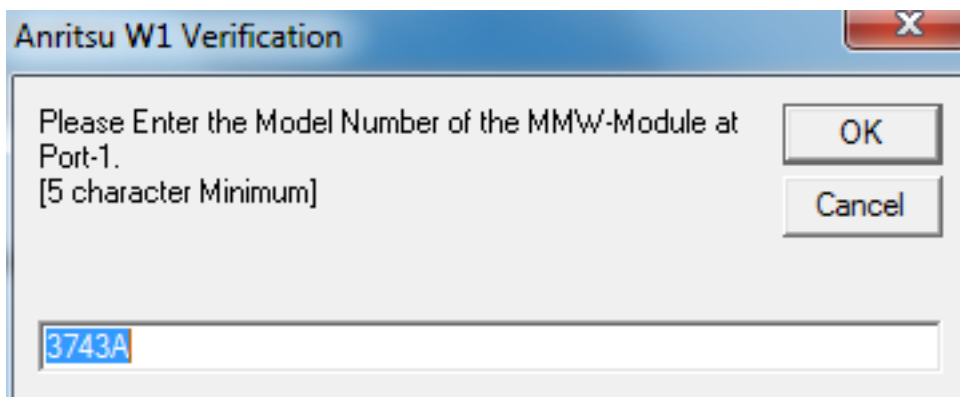 Anritsu W1 Verification
Please Enter the Model Number of the MMW-Module at
Port-1.
[5 character Minimum]
OK
Cancel
3743A